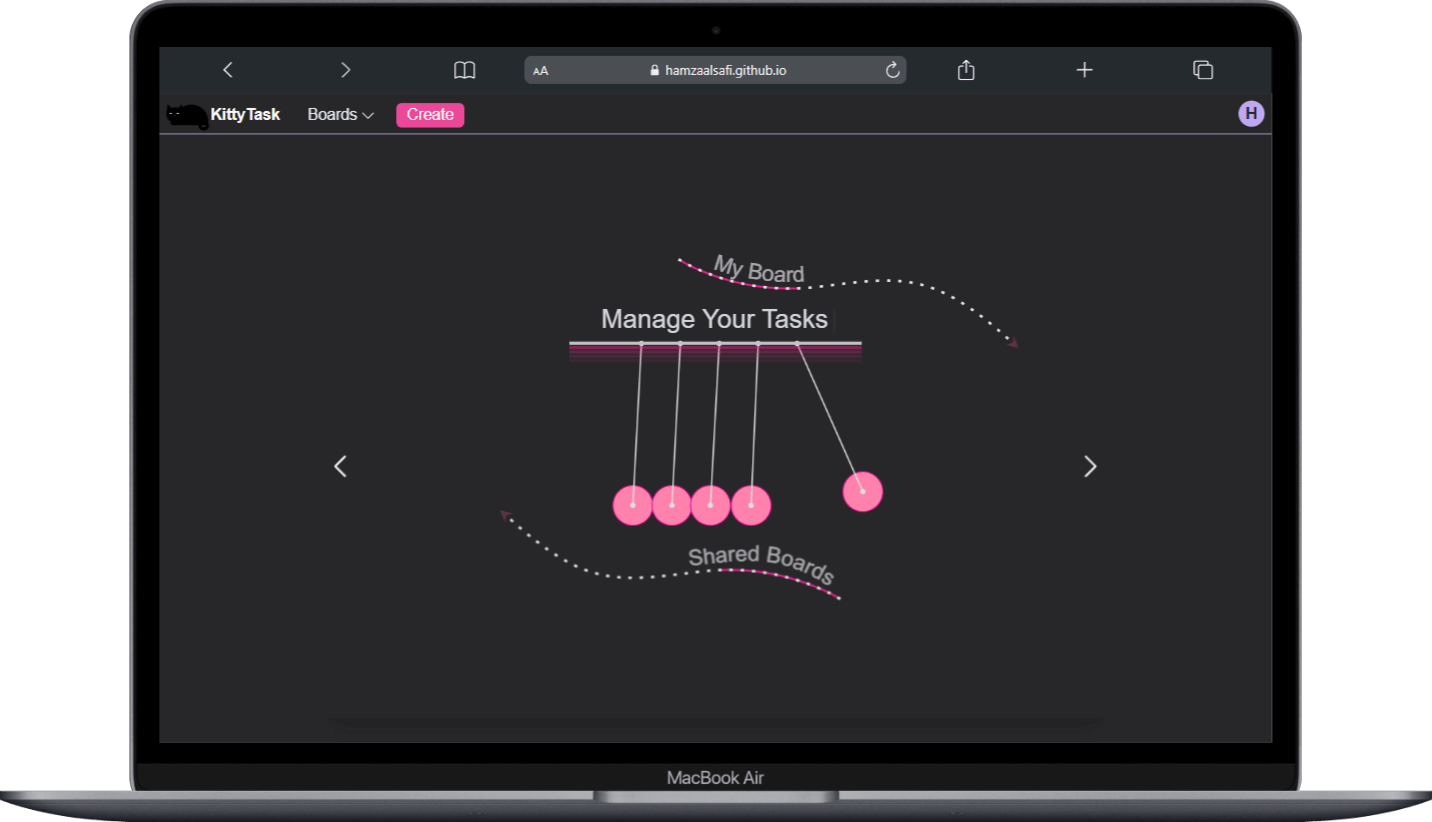 AA hamzaalsafi.github.io
KittyTask Boards Create H
My Board
Manage Your Tasks
Shared Boards
MacBook Air